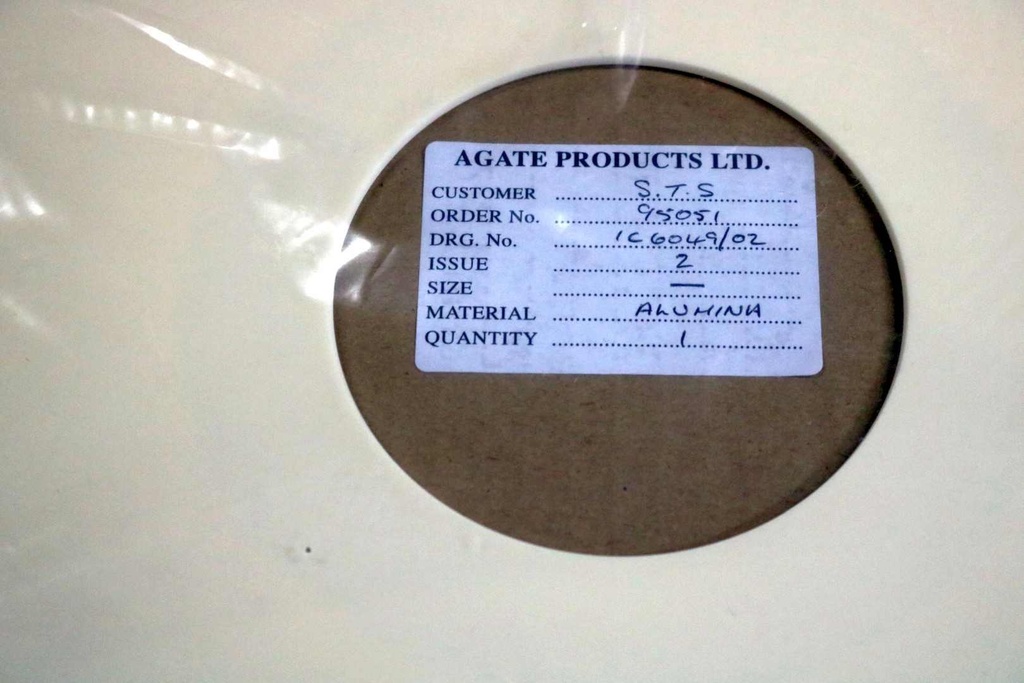 AGATE PRODUCTS LTD.
CUSTOMER S.T.S
ORDER No. 95051
DRG. No. 1C6049/02
ISSUE 2
SIZE —
MATERIAL ALUMINA
QUANTITY 1